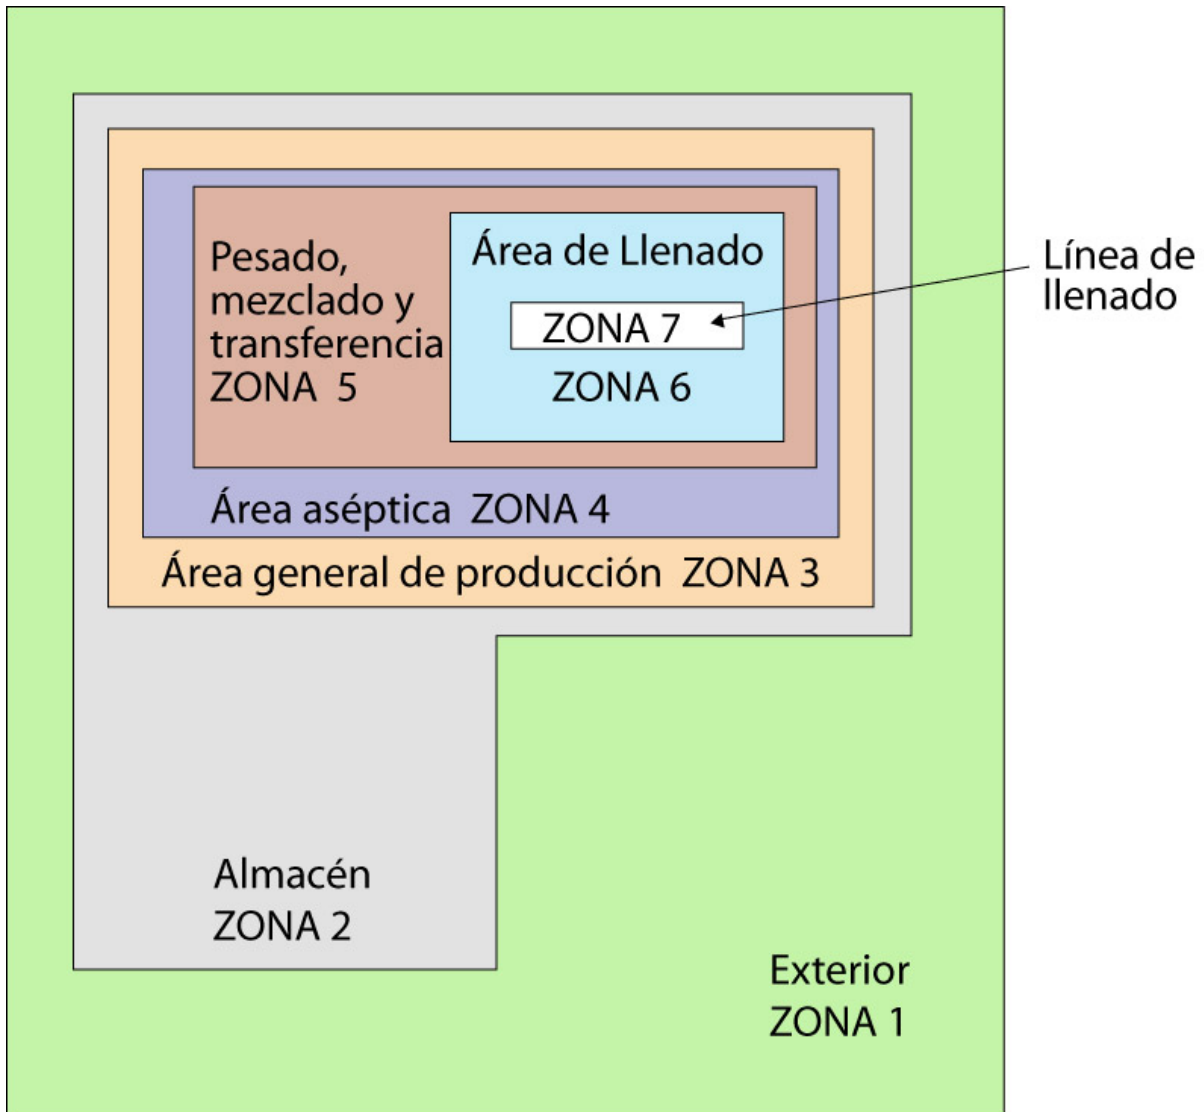 Pesado,
mezclado y
transferencia
ZONA 5
Área de Llenado
ZONA 7
ZONA 6
Línea de
llenado
Área aséptica ZONA 4
Área general de producción ZONA 3
Almacén
ZONA 2
Exterior
ZONA 1